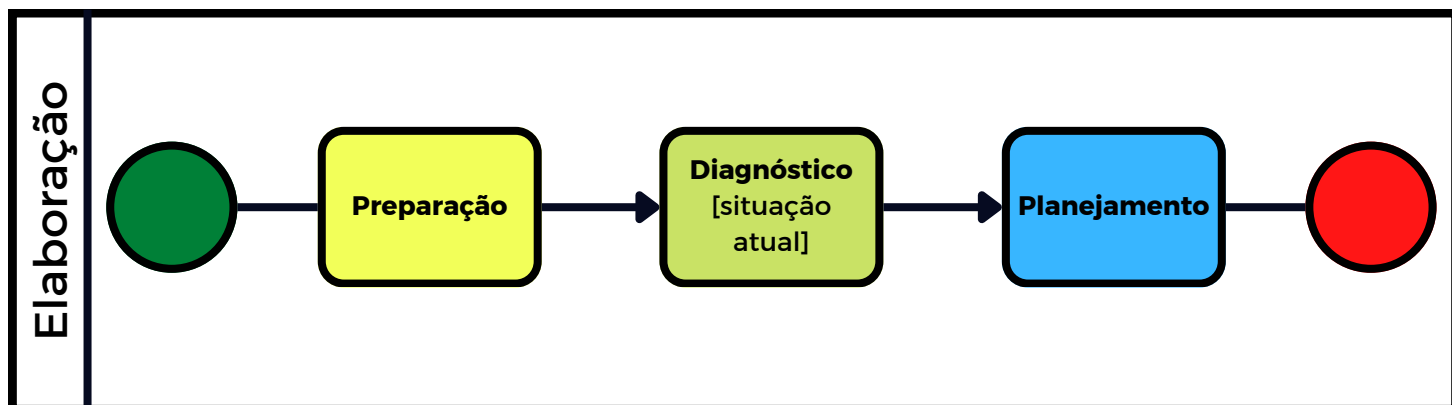 Elaboração
Preparação
Diagnóstico
[situação
atual]
Planejamento